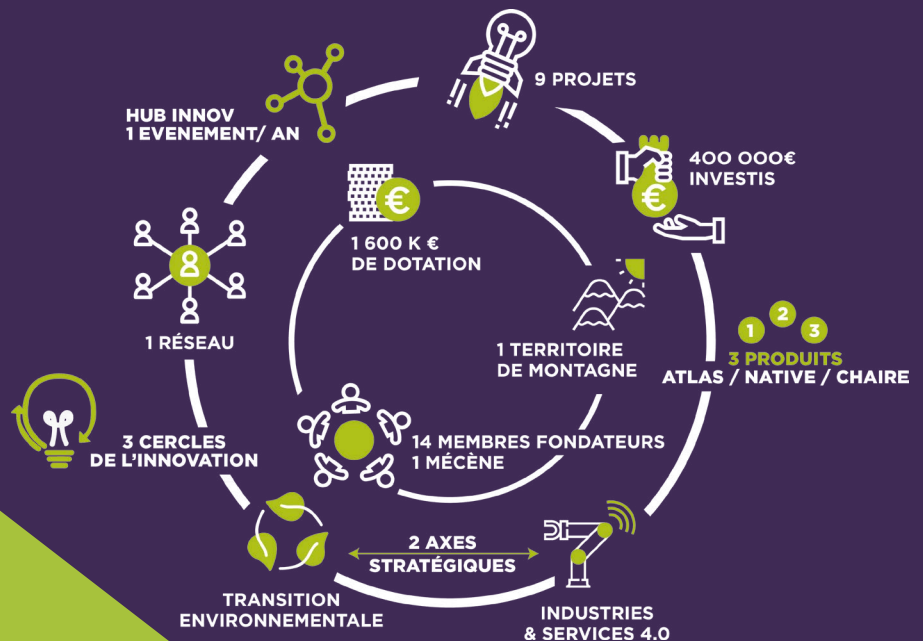 9 PROJETS
HUB INNOV
1 EVENEMENT/ AN
400 000€
INVESTIS
€
€
1 600 K €
DE DOTATION
1 RÉSEAU
1 TERRITOIRE
DE MONTAGNE
1 2 3
3 PRODUITS
ATLAS / NATIVE / CHAIRE
3 CERCLES
DE L'INNOVATION
14 MEMBRES FONDATEURS
1 MÉCÈNE
2 AXES
STRATÉGIQUES
TRANSITION
ENVIRONNEMENTALE
INDUSTRIES
& SERVICES 4.0